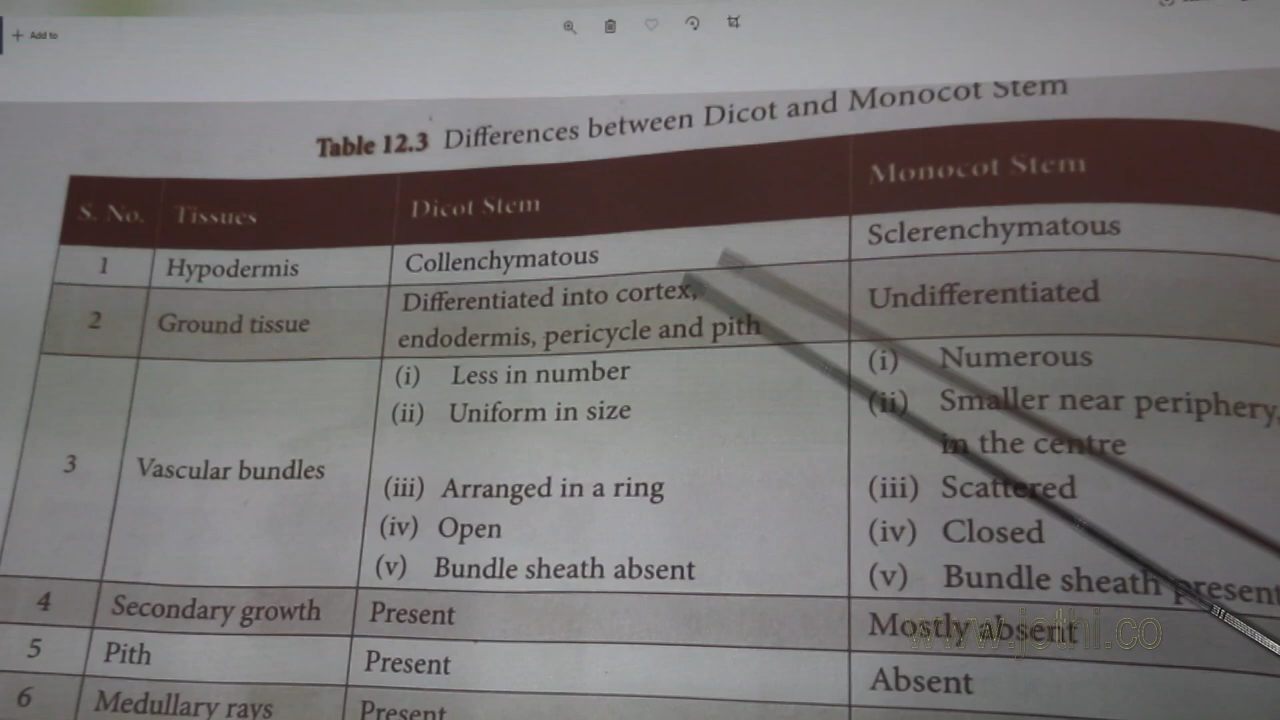 + Add to
Table 12.3 Differences between Dicot and Monocot Stem
S. No. Tissues Dicot Stem Monocot Stem
1 Hypodermis Collenchymatous Sclerenchymatous
2 Ground tissue Differentiated into cortex, endodermis, pericycle and pith Undifferentiated
3 Vascular bundles
(i) Less in number
(ii) Uniform in size
(iii) Arranged in a ring
(iv) Open
(v) Bundle sheath absent
(i) Numerous
(ii) Smaller near periphery,
in the centre
(iii) Scattered
(iv) Closed
(v) Bundle sheath present
4 Secondary growth Present Mostly absent
5 Pith Present Absent
6 Medullary rays Present
www.jothi.co